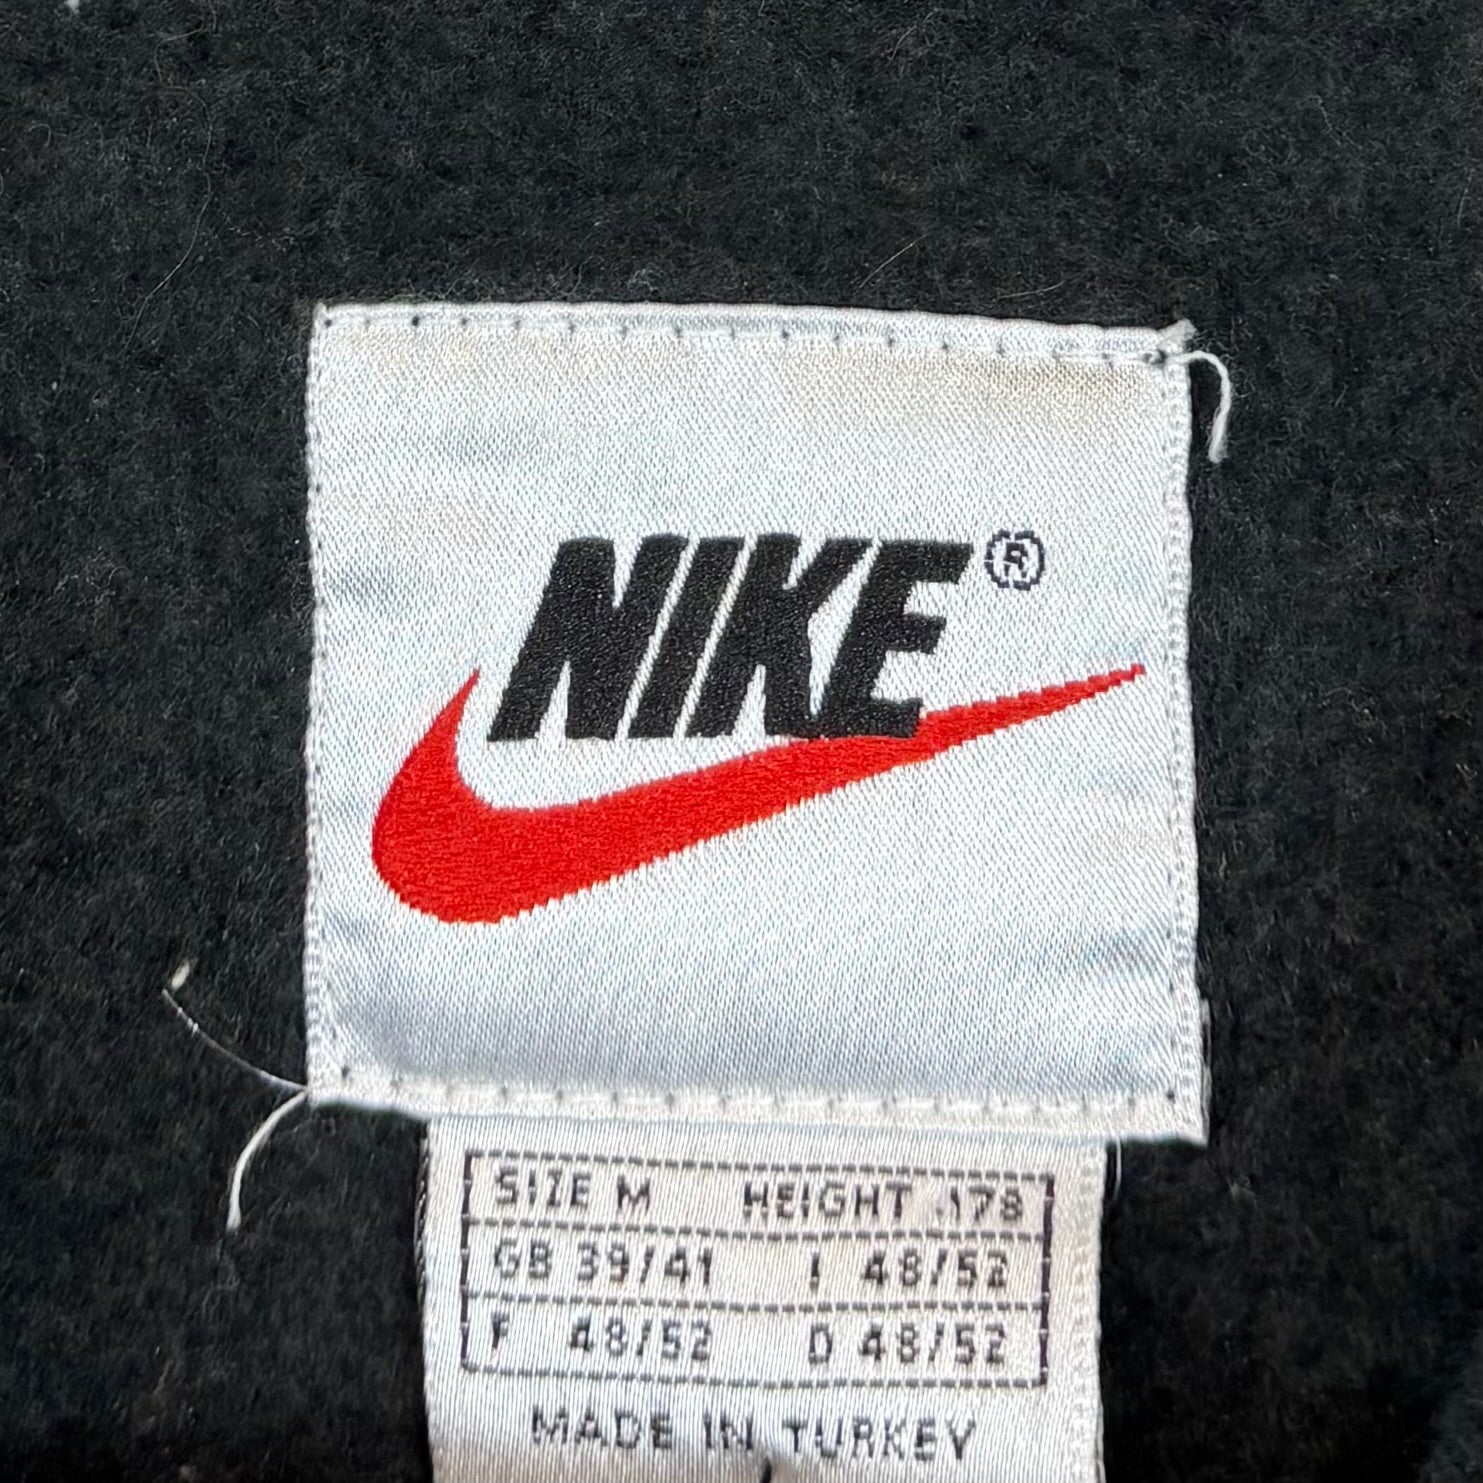 NIKE®
SIZE M HEIGHT 178
GB 39/41 I 48/52
F 48/52 D 48/52
MADE IN TURKEY